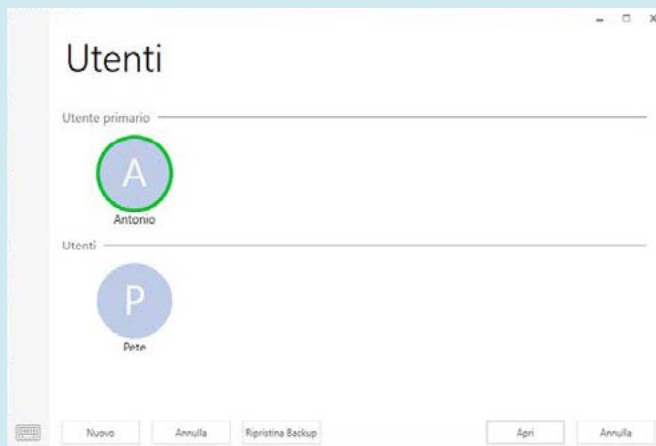 Utenti
Utente primario
A
Antonio
Utenti
P
Pete
Nuovo Annulla Ripristina Backup Apri Annulla